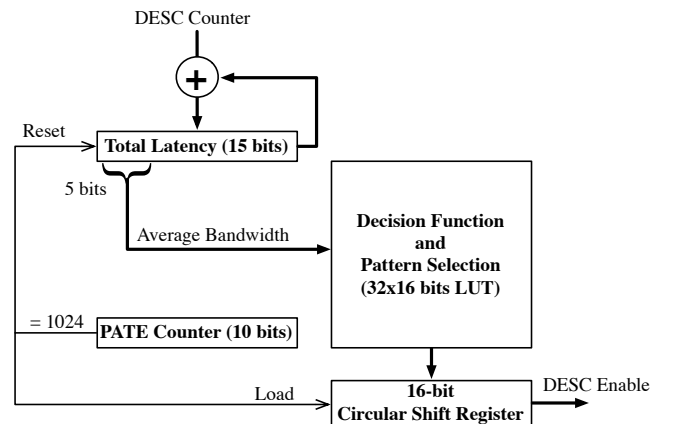 DESC Counter
+
Reset
Total Latency (15 bits)
5 bits
Average Bandwidth
Decision Function
and
Pattern Selection
(32x16 bits LUT)
= 1024
PATE Counter (10 bits)
Load
16-bit
Circular Shift Register
DESC Enable